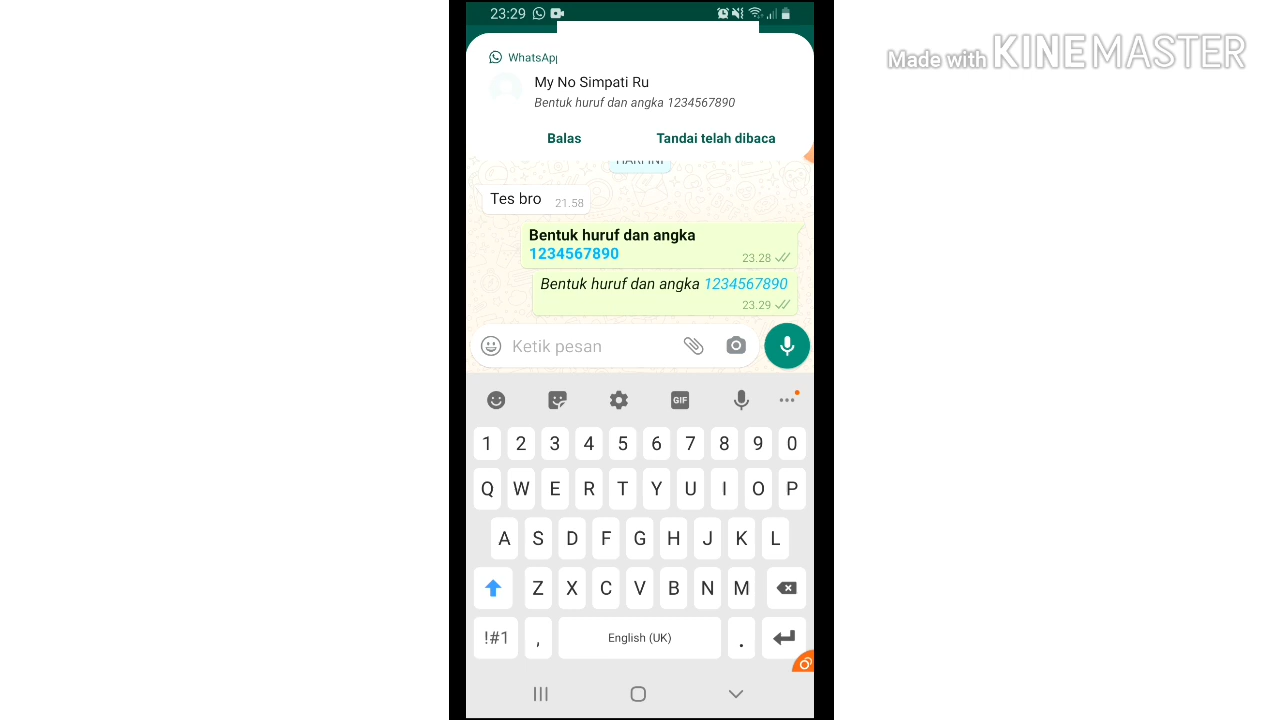 23:29
Made with KINEMASTER
WhatsApp
My No Simpati Ru
Bentuk huruf dan angka 1234567890
Balas Tandai telah dibaca
HARI INI
Tes bro 21.58
Bentuk huruf dan angka
1234567890
23.28
Bentuk huruf dan angka 1234567890
23.29
Ketik pesan
GIF
1 2 3 4 5 6 7 8 9 0
Q W E R T Y U I O P
A S D F G H J K L
Z X C V B N M
!#1 , English (UK) .